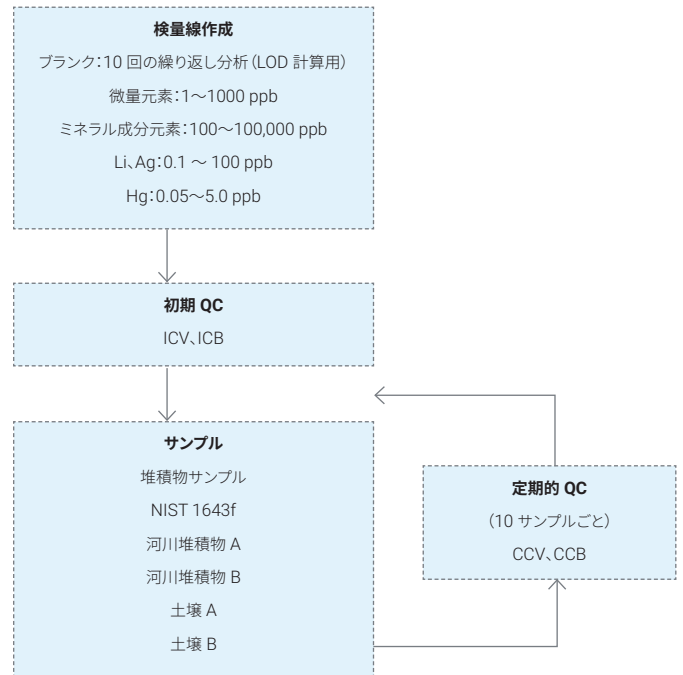 検量線作成
ブランク：10 回の繰り返し分析（LOD 計算用）
微量元素：1～1000 ppb
ミネラル成分元素：100～100,000 ppb
Li、Ag：0.1 ～ 100 ppb
Hg：0.05～5.0 ppb
初期 QC
ICV、ICB
サンプル
堆積物サンプル
NIST 1643f
河川堆積物 A
河川堆積物 B
土壌 A
土壌 B
定期的 QC
（10 サンプルごと）
CCV、CCB